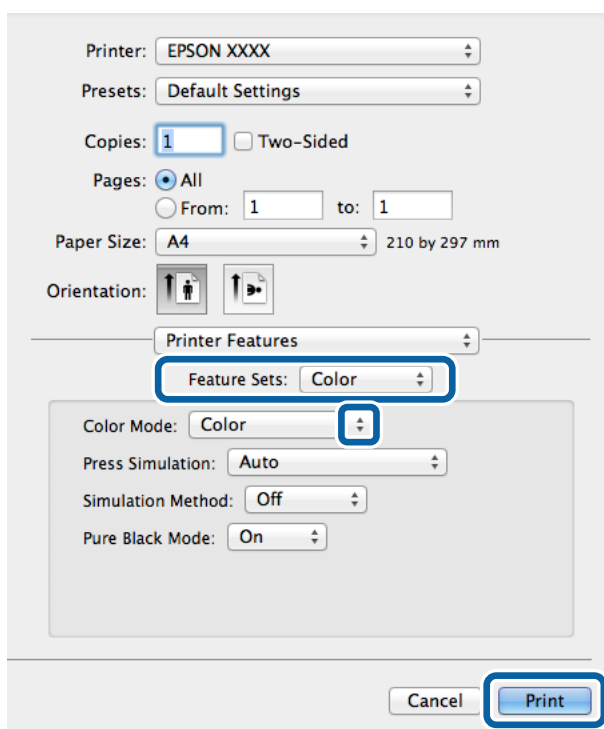 Printer: EPSON XXXX
Presets: Default Settings
Copies: 1 Two-Sided
Pages: All
From: 1 to: 1
Paper Size: A4 210 by 297 mm
Orientation:
Printer Features
Feature Sets: Color
Color Mode: Color
Press Simulation: Auto
Simulation Method: Off
Pure Black Mode: On
Cancel Print